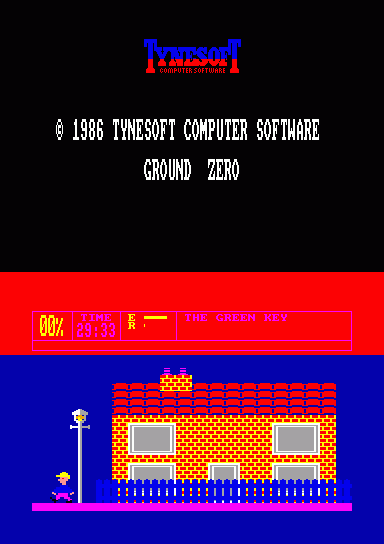 TYNESOFT
COMPUTER SOFTWARE
© 1986 TYNESOFT COMPUTER SOFTWARE
GROUND ZERO
00% TIME E THE GREEN KEY
29:33 R